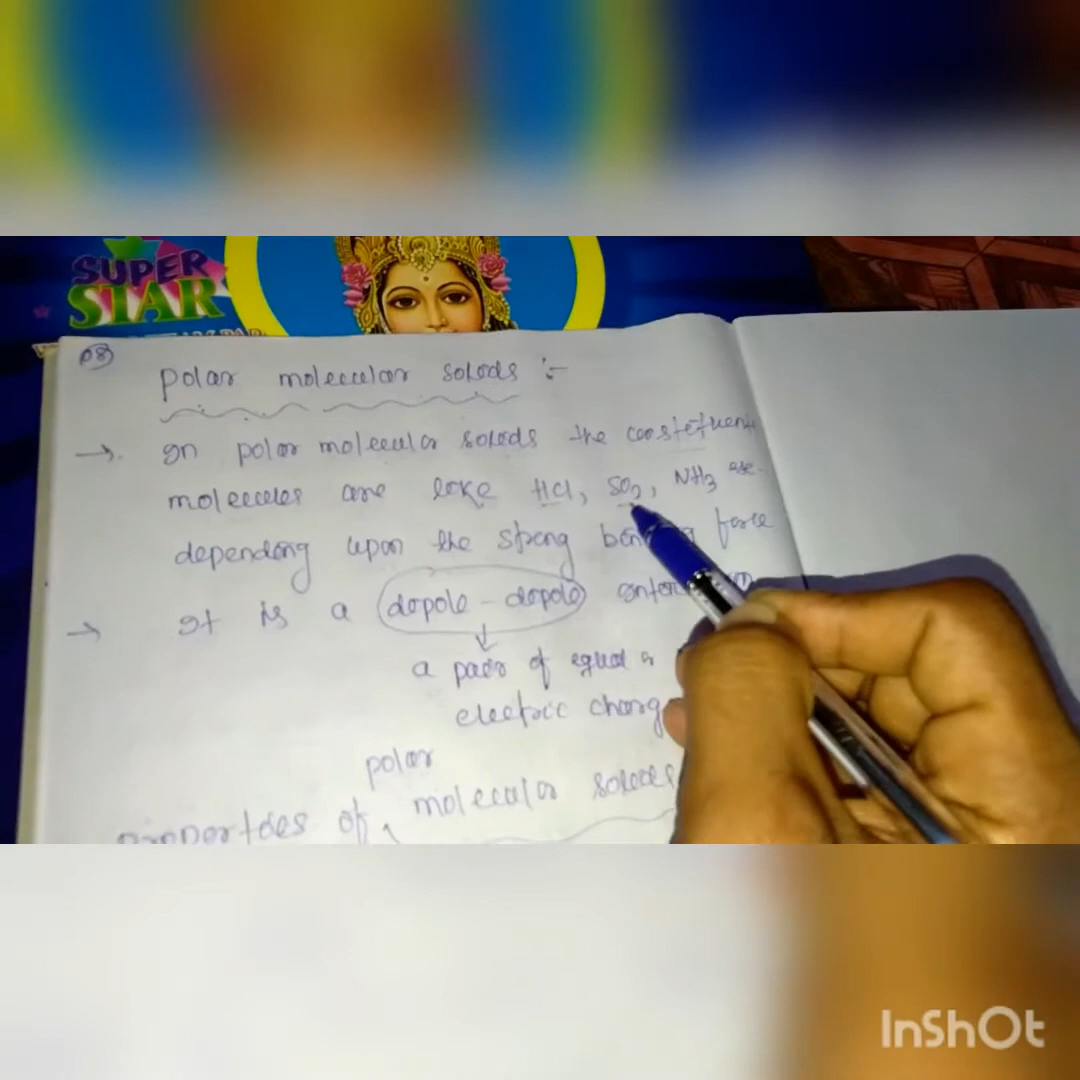 SUPER
STAR
08
polar molecular solids :-
→ In polar molecular solids the constituent
molecules are like HCl, SO2, NH3 etc.
depending upon the strong bonding force
→ It is a dipole - dipole
a pair of equal
electric charg
polar
properties of molecular solids
InShOt